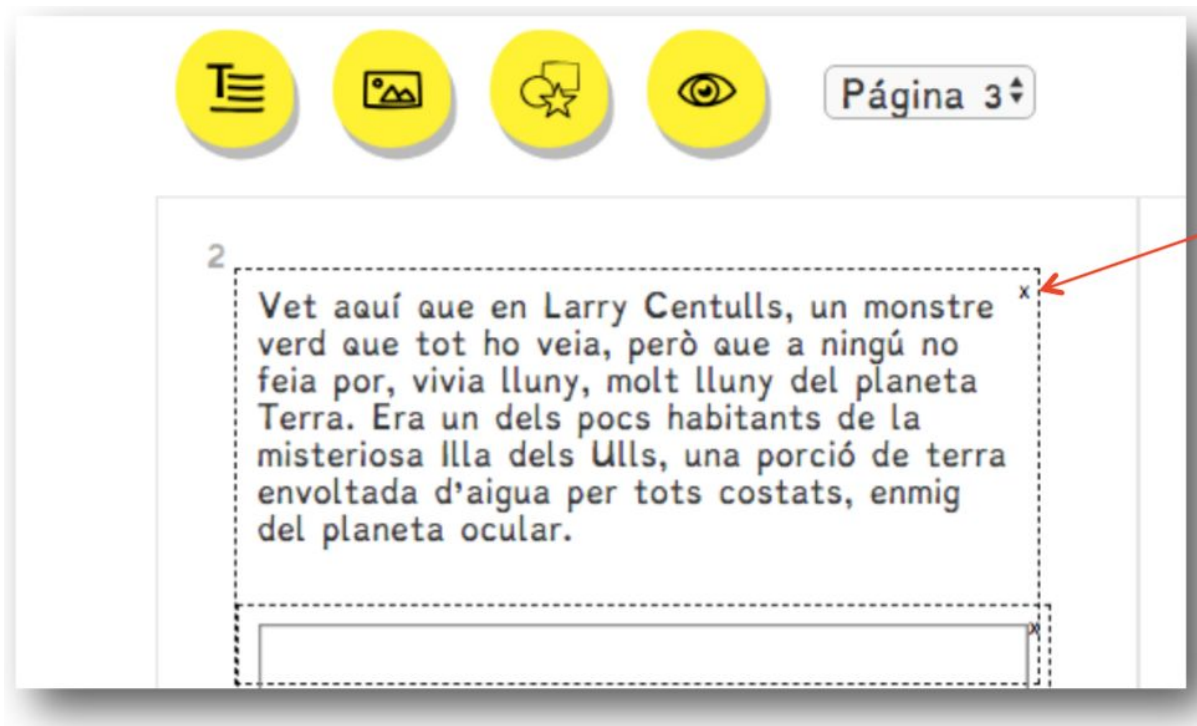 T
Página 3
2
x
Vet aquí que en Larry Centulls, un monstre
verd que tot ho veia, però que a ningú no
feia por, vivia lluny, molt lluny del planeta
Terra. Era un dels pocs habitants de la
misteriosa Illa dels Ulls, una porció de terra
envoltada d’aigua per tots costats, enmig
del planeta ocular.
x